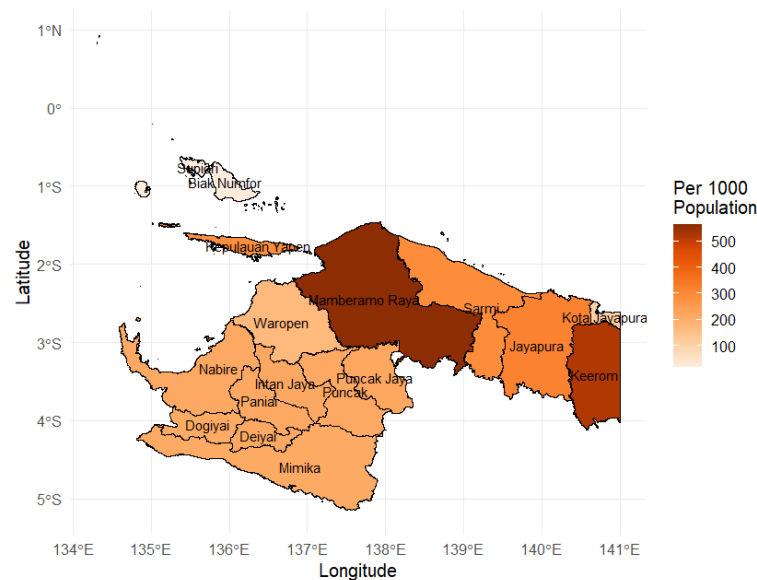 1°N
0°
1°S
2°S
3°S
4°S
5°S
Latitude
134°E
135°E
136°E
137°E
138°E
139°E
140°E
141°E
Longitude
Supiori
Biak Numfor
Kepulauan Yapen
Mamberamo Raya
Sarmi
Kota Jayapura
Waropen
Jayapura
Nabire
Intan Jaya
Puncak Jaya
Puncak
Keerom
Paniai
Dogiyai
Deiyai
Mimika
Per 1000
Population
500
400
300
200
100